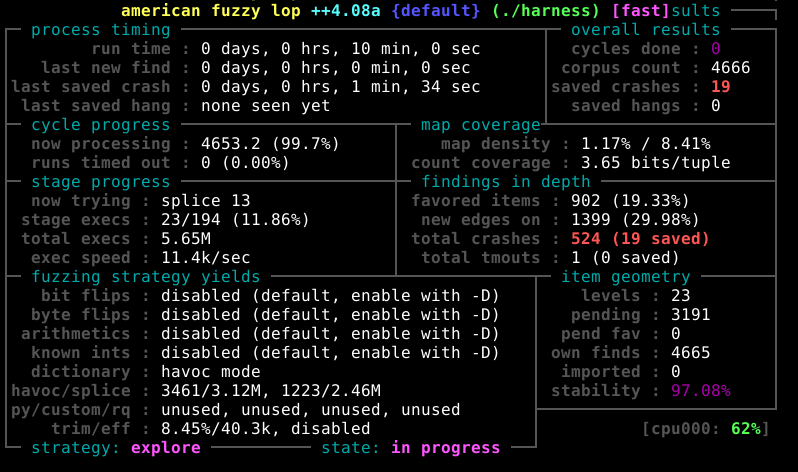 american fuzzy lop ++4.08a {default} (./harness) [fast]sults
process timing overall results
run time : 0 days, 0 hrs, 10 min, 0 sec cycles done : 0
last new find : 0 days, 0 hrs, 0 min, 0 sec corpus count : 4666
last saved crash : 0 days, 0 hrs, 1 min, 34 sec saved crashes : 19
last saved hang : none seen yet saved hangs : 0
cycle progress map coverage
now processing : 4653.2 (99.7%) map density : 1.17% / 8.41%
runs timed out : 0 (0.00%) count coverage : 3.65 bits/tuple
stage progress findings in depth
now trying : splice 13 favored items : 902 (19.33%)
stage execs : 23/194 (11.86%) new edges on : 1399 (29.98%)
total execs : 5.65M total crashes : 524 (19 saved)
exec speed : 11.4k/sec total tmouts : 1 (0 saved)
fuzzing strategy yields item geometry
bit flips : disabled (default, enable with -D) levels : 23
byte flips : disabled (default, enable with -D) pending : 3191
arithmetics : disabled (default, enable with -D) pend fav : 0
known ints : disabled (default, enable with -D) own finds : 4665
dictionary : havoc mode imported : 0
havoc/splice : 3461/3.12M, 1223/2.46M stability : 97.08%
py/custom/rq : unused, unused, unused, unused
trim/eff : 8.45%/40.3k, disabled [cpu000: 62%]
strategy: explore state: in progress